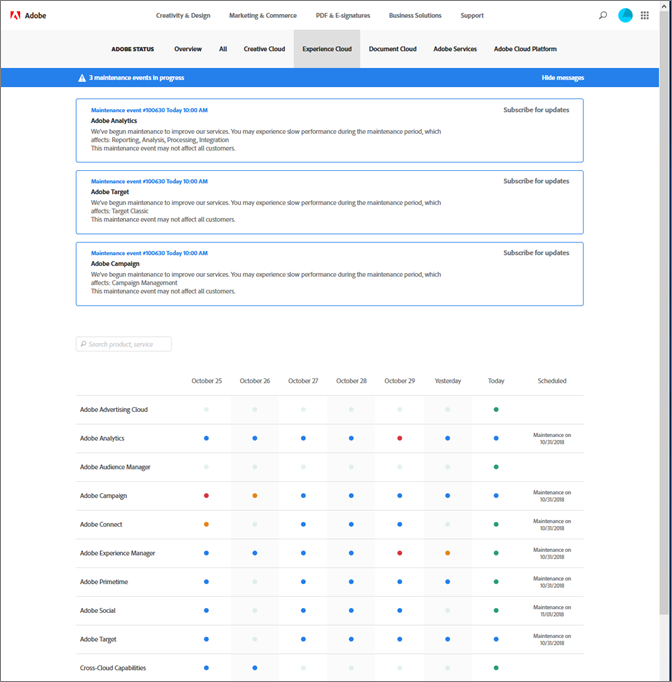 Adobe
Creativity & Design Marketing & Commerce PDF & E-signatures Business Solutions Support
ADOBE STATUS Overview All Creative Cloud Experience Cloud Document Cloud Adobe Services Adobe Cloud Platform
3 maintenance events in progress Hide messages
Maintenance event #100630 Today 10:00 AM Subscribe for updates
Adobe Analytics
We've begun maintenance to improve our services. You may experience slow performance during the maintenance period, which
affects: Reporting, Analysis, Processing, Integration
This maintenance event may not affect all customers.
Maintenance event #100630 Today 10:00 AM Subscribe for updates
Adobe Target
We've begun maintenance to improve our services. You may experience slow performance during the maintenance period, which
affects: Target Classic
This maintenance event may not affect all customers.
Maintenance event #100630 Today 10:00 AM Subscribe for updates
Adobe Campaign
We've begun maintenance to improve our services. You may experience slow performance during the maintenance period, which
affects: Campaign Management
This maintenance event may not affect all customers.
Search product, service
October 25 October 26 October 27 October 28 October 29 Yesterday Today Scheduled
Adobe Advertising Cloud
Adobe Analytics Maintenance on
10/31/2018
Adobe Audience Manager
Adobe Campaign Maintenance on
10/31/2018
Adobe Connect Maintenance on
10/31/2018
Adobe Experience Manager Maintenance on
10/31/2018
Adobe Primetime Maintenance on
10/31/2018
Adobe Social Maintenance on
11/01/2018
Adobe Target Maintenance on
10/31/2018
Cross-Cloud Capabilities